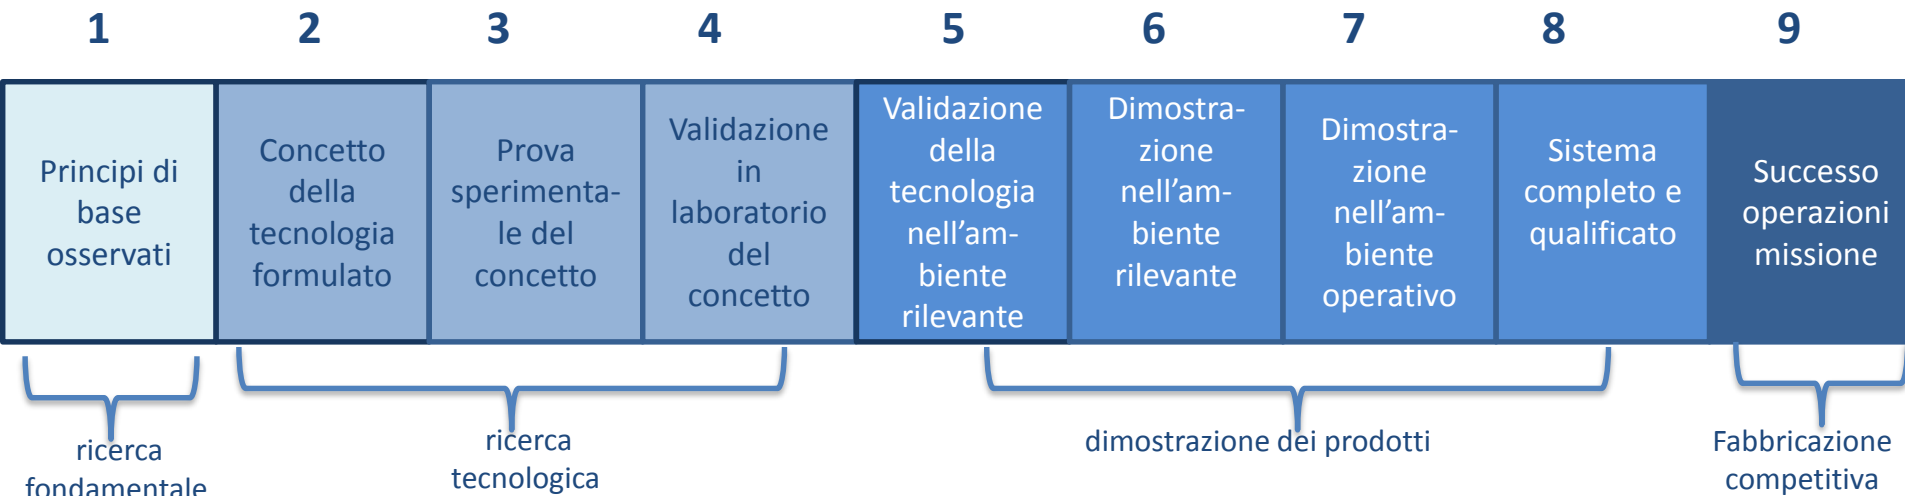 1 2 3 4 5 6 7 8 9
Principi di
base
osservati
Concetto
della
tecnologia
formulato
Prova
sperimenta-
le del
concetto
Validazione
in
laboratorio
del
concetto
Validazione
della
tecnologia
nell’am-
biente
rilevante
Dimostra-
zione
nell’am-
biente
rilevante
Dimostra-
zione
nell’am-
biente
operativo
Sistema
completo e
qualificato
Successo
operazioni
missione
ricerca
fondamentale
ricerca
tecnologica
dimostrazione dei prodotti
Fabbricazione
competitiva